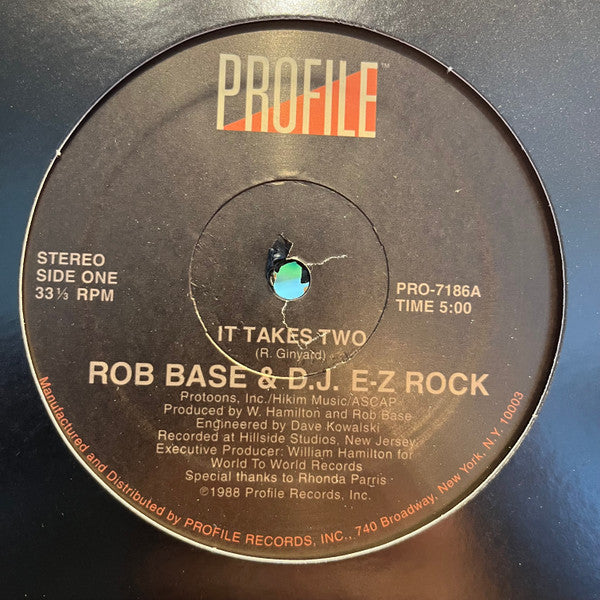 PROFILE™
STEREO
SIDE ONE
33⅓ RPM
PRO-7186A
TIME 5:00
IT TAKES TWO
(R. Ginyard)
ROB BASE & D.J. E-Z ROCK
Protoons, Inc./Hikim Music/ASCAP
Produced by W. Hamilton and Rob Base
Engineered by Dave Kowalski
Recorded at Hillside Studios, New Jersey
Executive Producer: William Hamilton for
World To World Records
Special thanks to Rhonda Parris
℗1988 Profile Records, Inc.
Manufactured and Distributed by PROFILE RECORDS, INC., 740 Broadway, New York, N.Y. 10003